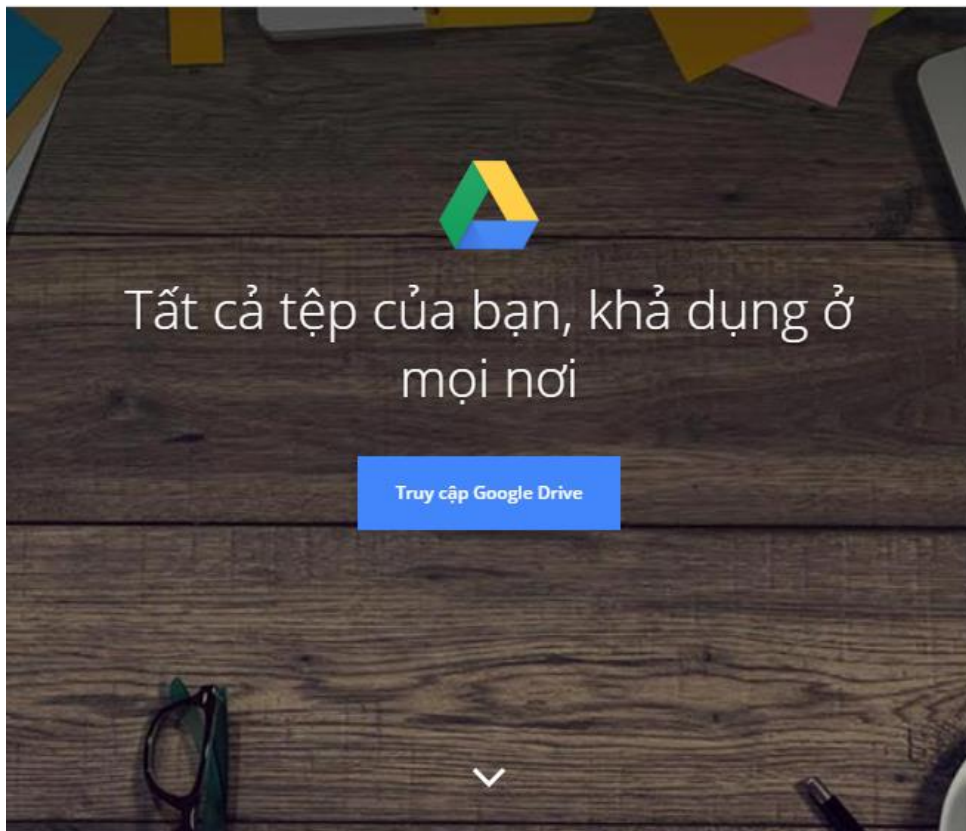 Tất cả tệp của bạn, khả dụng ở
mọi nơi
Truy cập Google Drive